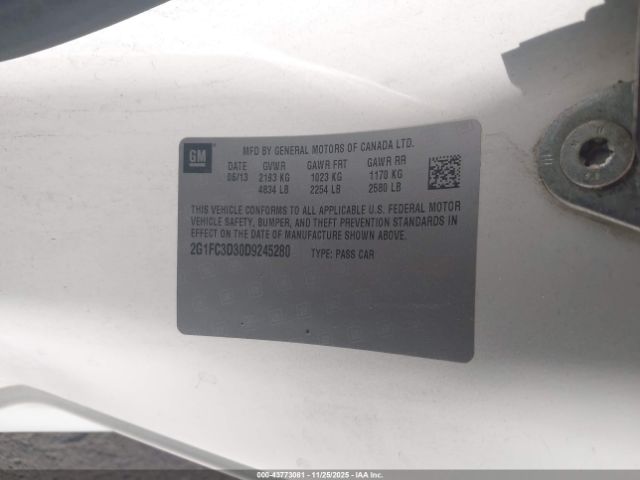 GM
MFD BY GENERAL MOTORS OF CANADA LTD.
DATE GVWR GAWR FRT GAWR RR
06/13 2193 KG 1023 KG 1170 KG
4834 LB 2254 LB 2580 LB
THIS VEHICLE CONFORMS TO ALL APPLICABLE U.S. FEDERAL MOTOR
VEHICLE SAFETY, BUMPER, AND THEFT PREVENTION STANDARDS IN
EFFECT ON THE DATE OF MANUFACTURE SHOWN ABOVE.
2G1FC3D30D9245280 TYPE: PASS CAR
000-43773061 - 11/25/2025 - IAAI, Inc.